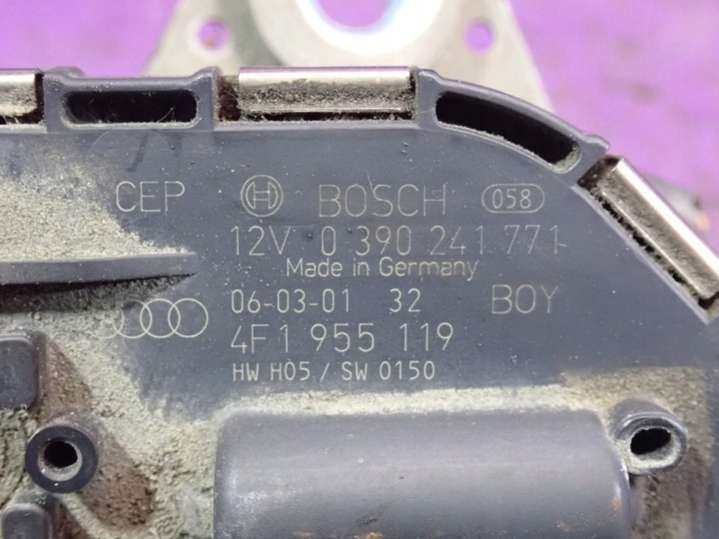 CEP BOSCH 058
12V 0 390 241 771
Made in Germany
06-03-01 32 BOY
4F1 955 119
HW H05 / SW 0150